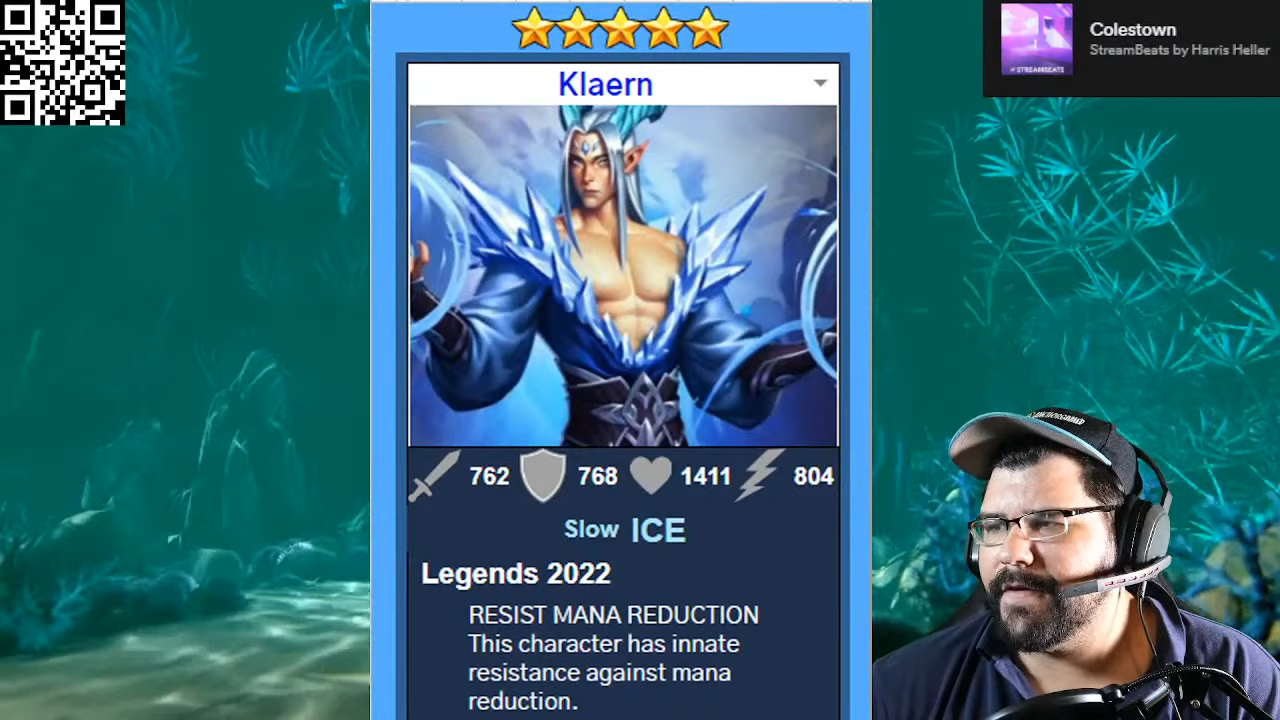 Klaern
Colestown
StreamBeats by Harris Heller
#STREAMBEATS
762 768 1411 804
Slow ICE
Legends 2022
RESIST MANA REDUCTION
This character has innate
resistance against mana
reduction.